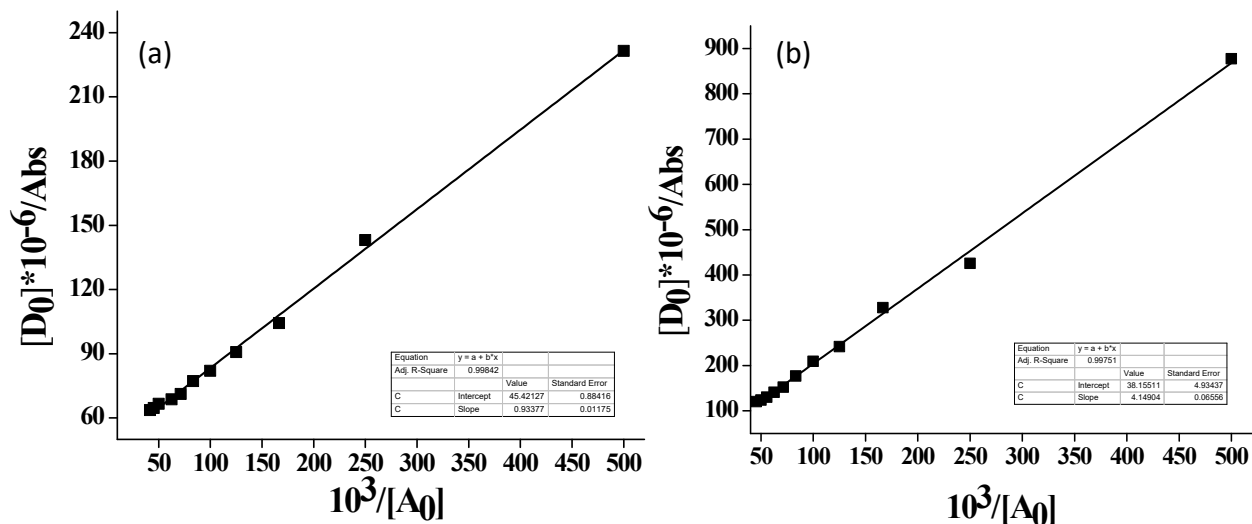 (a)
240
210
180
150
120
90
60
[D0]*10-6/Abs
50 100 150 200 250 300 350 400 450 500
103/[A0]
Equation y = a + b*x
Adj. R-Square 0.99842
Value Standard Error
C Intercept 45.42127 0.88416
C Slope 0.93377 0.01175
(b)
900
800
700
600
500
400
300
200
100
[D0]*10-6/Abs
50 100 150 200 250 300 350 400 450 500
103/[A0]
Equation y = a + b*x
Adj. R-Square 0.99751
Value Standard Error
C Intercept 38.15511 4.93437
C Slope 4.14904 0.06556